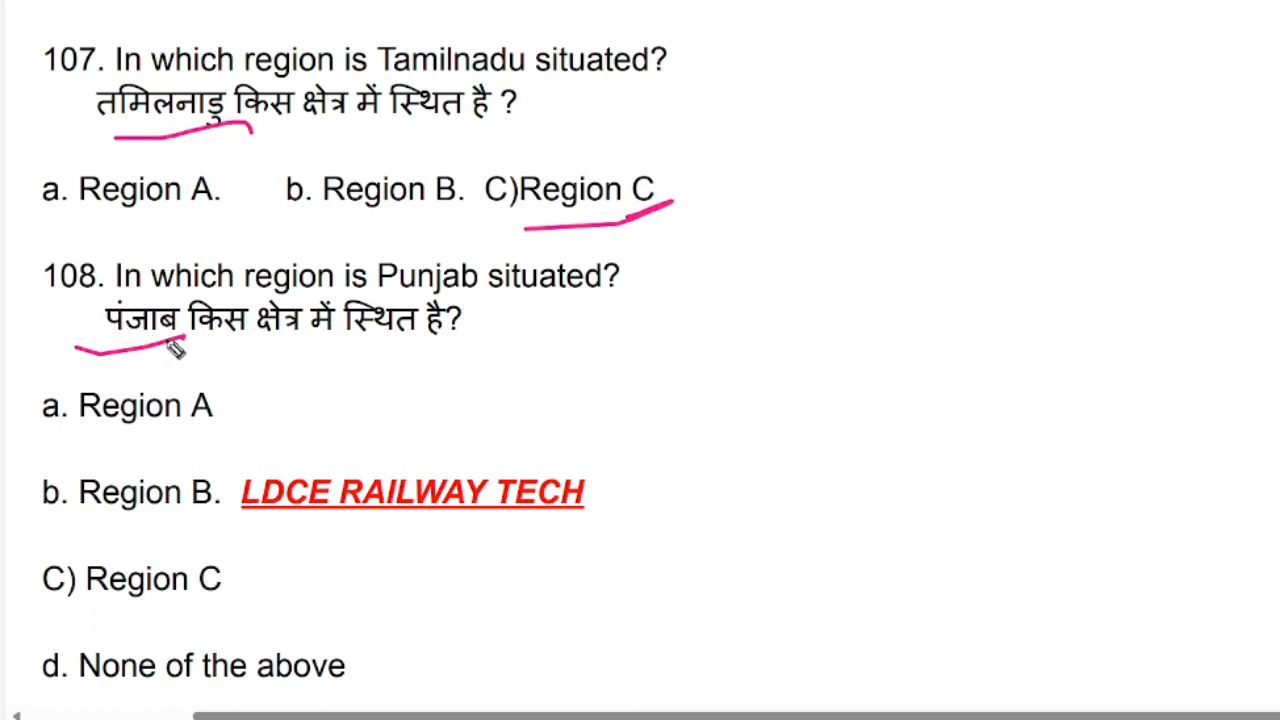 107. In which region is Tamilnadu situated?
तमिलनाडु किस क्षेत्र में स्थित है ?
a. Region A. b. Region B. C)Region C
108. In which region is Punjab situated?
पंजाब किस क्षेत्र में स्थित है?
a. Region A
b. Region B. LDCE RAILWAY TECH
C) Region C
d. None of the above